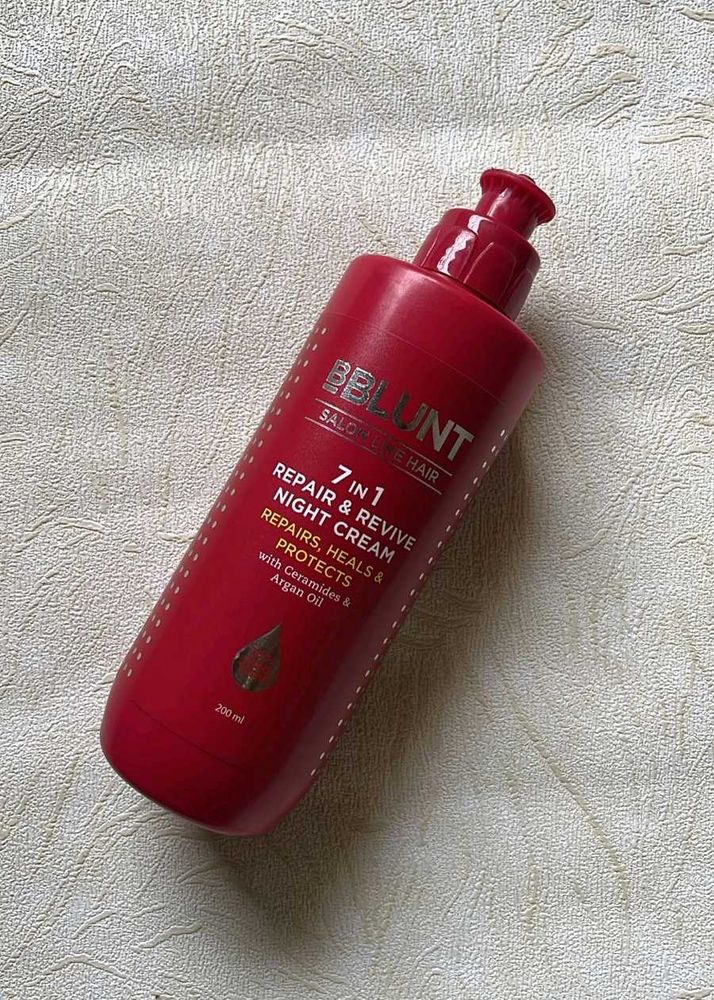 BBLUNT
SALON LIKE HAIR
7 IN 1
REPAIR & REVIVE
NIGHT CREAM
REPAIRS, HEALS &
PROTECTS
with Ceramides &
Argan Oil
200 ml